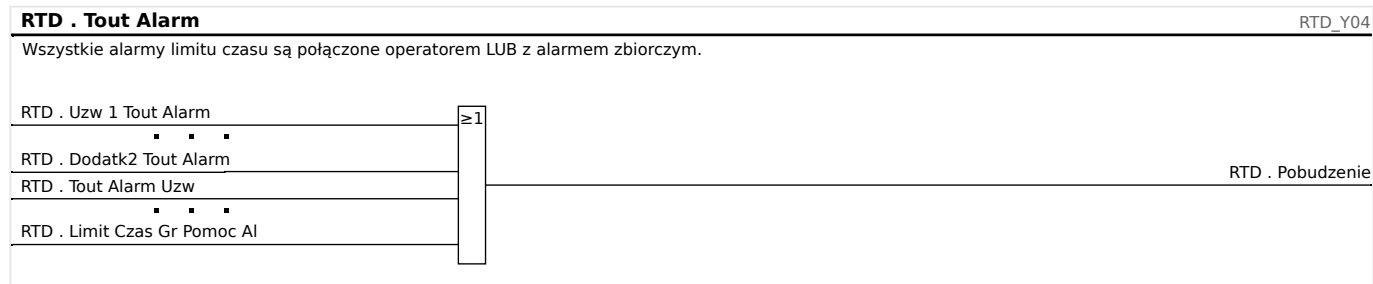 RTD . Tout Alarm
RTD_Y04
Wszystkie alarmy limitu czasu są połączone operatorem LUB z alarmem zbiorczym.
RTD . Uzw 1 Tout Alarm
≥1
RTD . Dodatk2 Tout Alarm
RTD . Pobudzenie
RTD . Tout Alarm Uzw
RTD . Limit Czas Gr Pomoc Al